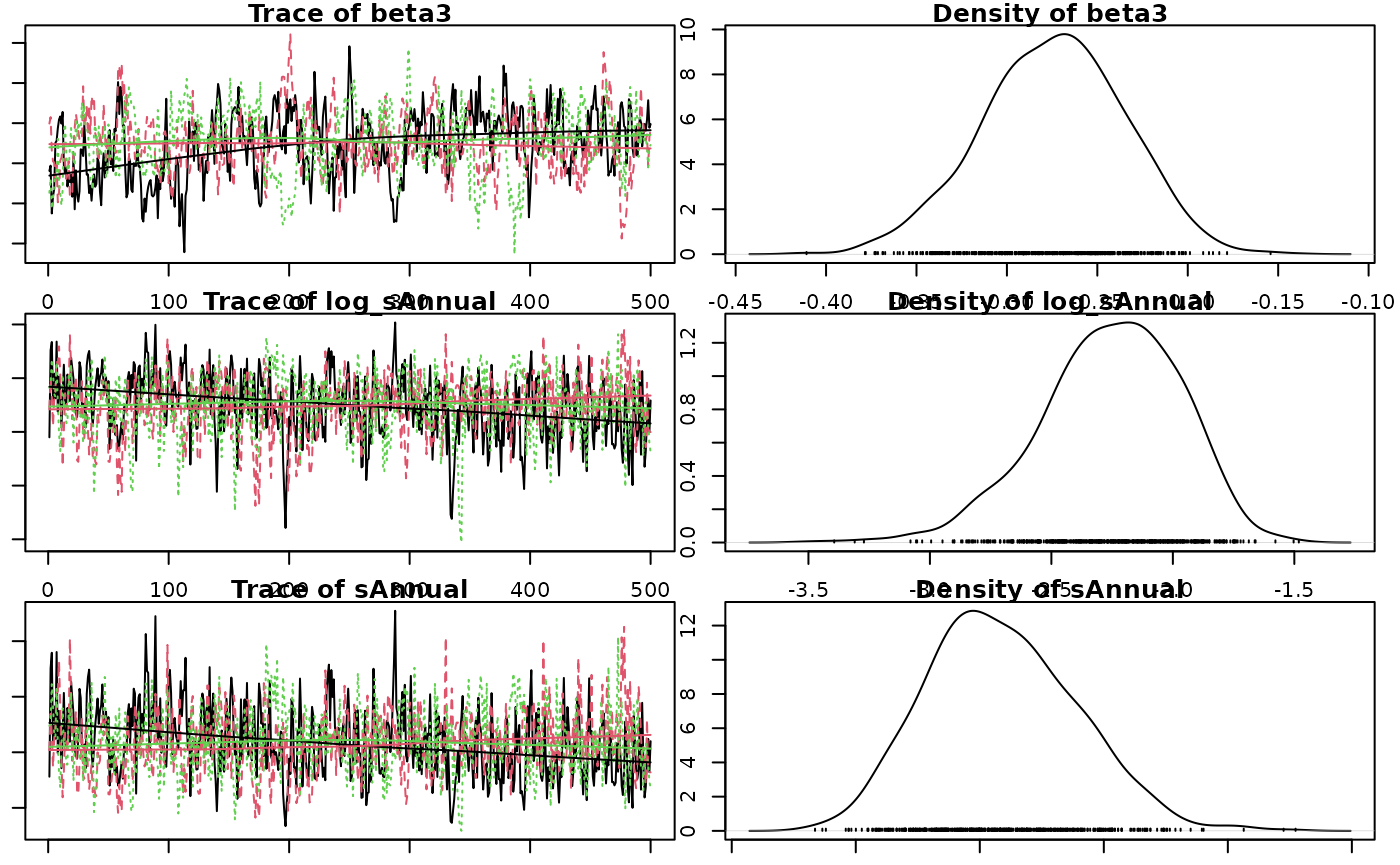 Trace of beta3
Density of beta3
10
8
6
4
2
0
0 100 200 300 400 500
-0.45 -0.40 -0.35 -0.30 -0.25 -0.20 -0.15 -0.10
Trace of log_sAnnual
Density of log_sAnnual
1.2
0.8
0.4
0.0
0 100 200 300 400 500
-3.5 -3.0 -2.5 -2.0 -1.5
Trace of sAnnual
Density of sAnnual
12
8
6
4
2
0